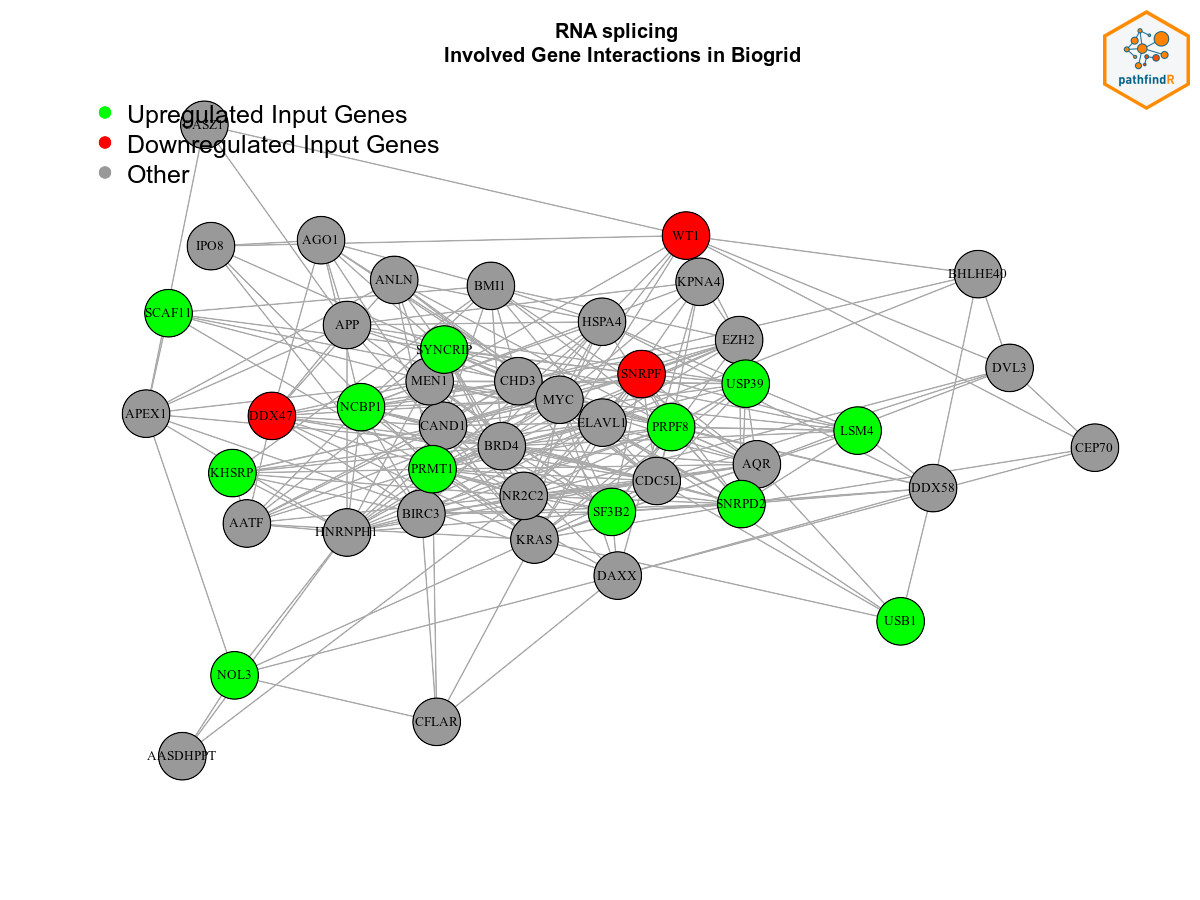 RNA splicing
Involved Gene Interactions in Biogrid
pathfindR
Upregulated Input Genes
Downregulated Input Genes
Other
IPO8
AGO1
WT1
ANLN
BMI1
KPNA4
BHLHE40
SCAF11
APP
HSPA4
EZH2
SYNCRIP
MEN1
CHD3
SNRPF
USP39
DVL3
MYC
APEX1
DDX47
NCBP1
CAND1
ELAVL1
PRPF8
LSM4
CEP70
BRD4
KHSRP
PRMT1
AQR
CDC5L
DDX58
NR2C2
SNRPD2
AATF
HNRNPH1
BIRC3
SF3B2
KRAS
DAXX
USB1
NOL3
CFLAR
AASDHPPT